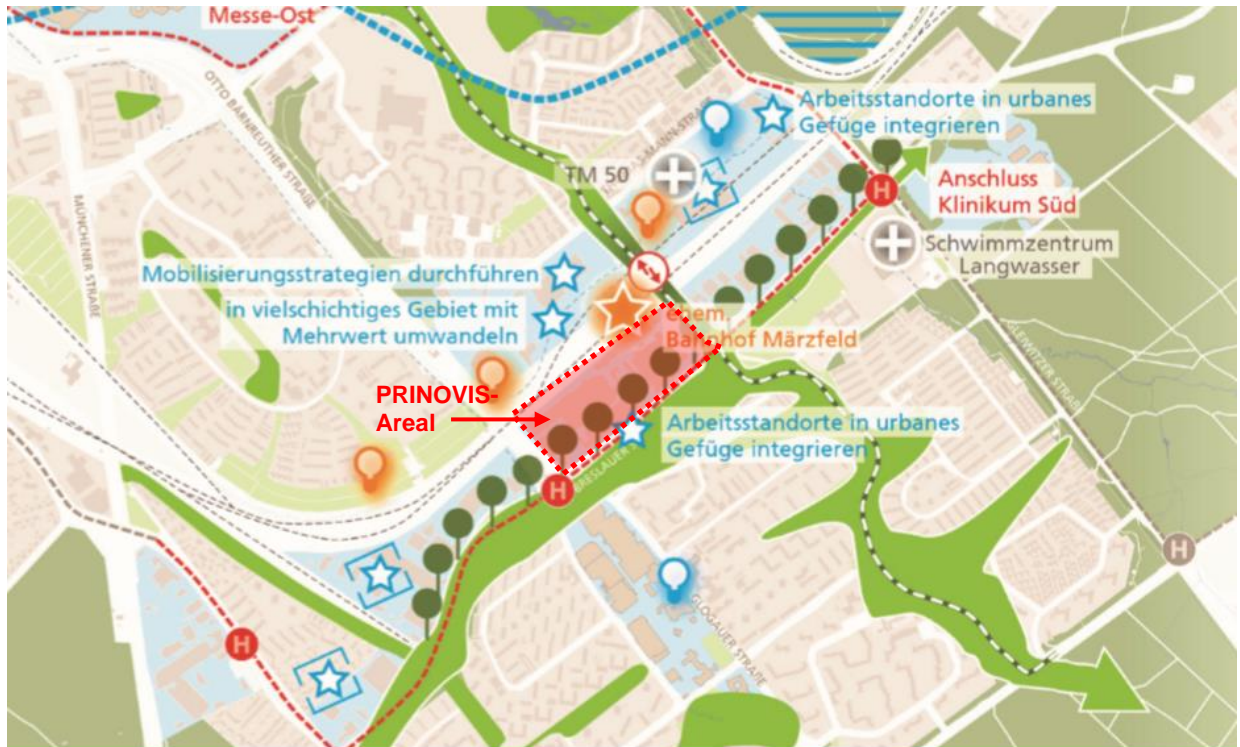 Messe-Ost
OTTO BÄRNREUTHER STRAßE
MÜNCHENER STRAßE
Arbeitsstandorte in urbanes
Gefüge integrieren
TM 50
H
Anschluss
Klinikum Süd
Schwimmzentrum
Langwasser
Mobilisierungsstrategien durchführen
in vielschichtiges Gebiet mit
Mehrwert umwandeln
ehem.
Bahnhof Märzfeld
PRINOVIS-
Areal
Arbeitsstandorte in urbanes
Gefüge integrieren
BRESLAUER
H
H
GLOGAUER STRAßE
H